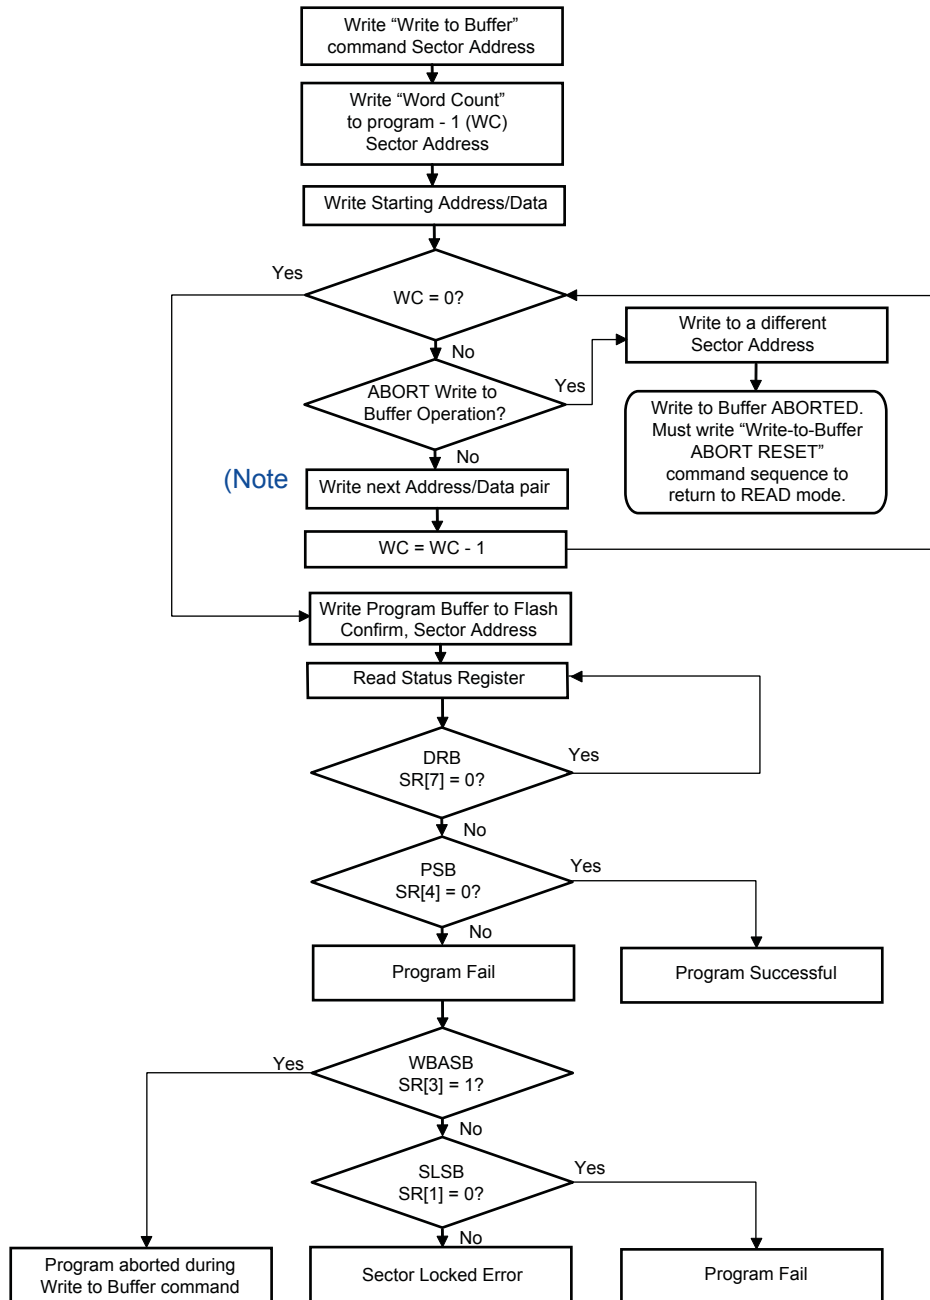 Write “Write to Buffer”
command Sector Address
Write “Word Count”
to program - 1 (WC)
Sector Address
Write Starting Address/Data
Yes
WC = 0?
Write to a different
Sector Address
No
ABORT Write to
Buffer Operation?
Yes
Write to Buffer ABORTED.
Must write “Write-to-Buffer
ABORT RESET”
command sequence to
return to READ mode.
No
(Note
Write next Address/Data pair
WC = WC - 1
Write Program Buffer to Flash
Confirm, Sector Address
Read Status Register
DRB
SR[7] = 0?
Yes
No
PSB
SR[4] = 0?
Yes
No
Program Fail
Program Successful
Yes
WBASB
SR[3] = 1?
No
SLSB
SR[1] = 0?
Yes
No
Program aborted during
Write to Buffer command
Sector Locked Error
Program Fail